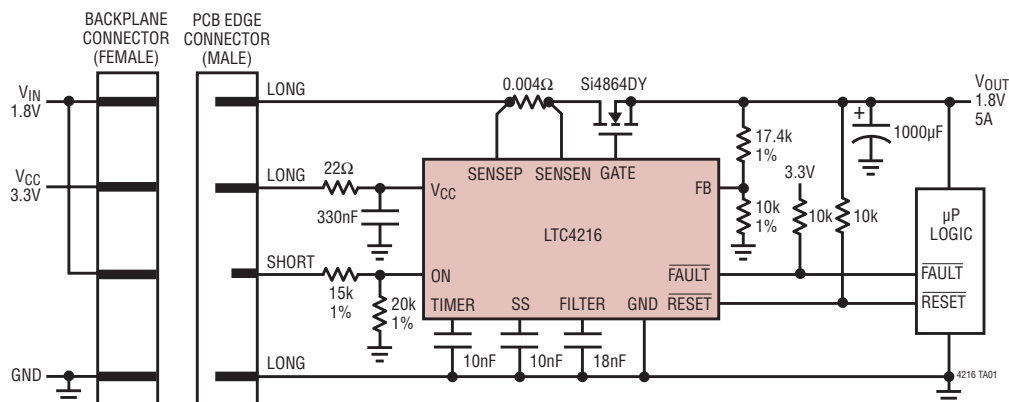 BACKPLANE
CONNECTOR
(FEMALE)
PCB EDGE
CONNECTOR
(MALE)
VIN
1.8V
LONG
0.004Ω
Si4864DY
VOUT
1.8V
5A
+
1000µF
17.4k
1%
3.3V
VCC
3.3V
LONG
22Ω
330nF
VCC
SENSEP
SENSEN
GATE
FB
10k
1%
10k
10k
µP
LOGIC
LTC4216
SHORT
15k
1%
20k
1%
ON
FAULT
RESET
FAULT
RESET
TIMER
SS
FILTER
GND
10nF
10nF
18nF
GND
LONG
4216 TA01